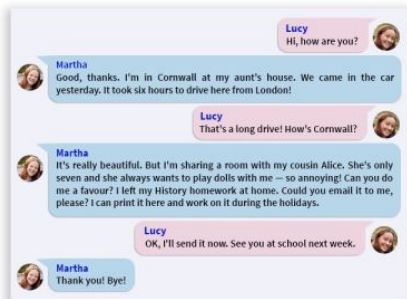 Lucy
Hi, how are you?
Martha
Good, thanks. I'm in Cornwall at my aunt's house. We came in the car
yesterday. It took six hours to drive here from London!
Lucy
That's a long drive! How's Cornwall?
Martha
It's really beautiful. But I'm sharing a room with my cousin Alice. She's only
seven and she always wants to play dolls with me — so annoying! Can you do
me a favour? I left my History homework at home. Could you email it to me,
please? I can print it here and work on it during the holidays.
Lucy
OK, I'll send it now. See you at school next week.
Martha
Thank you! Bye!